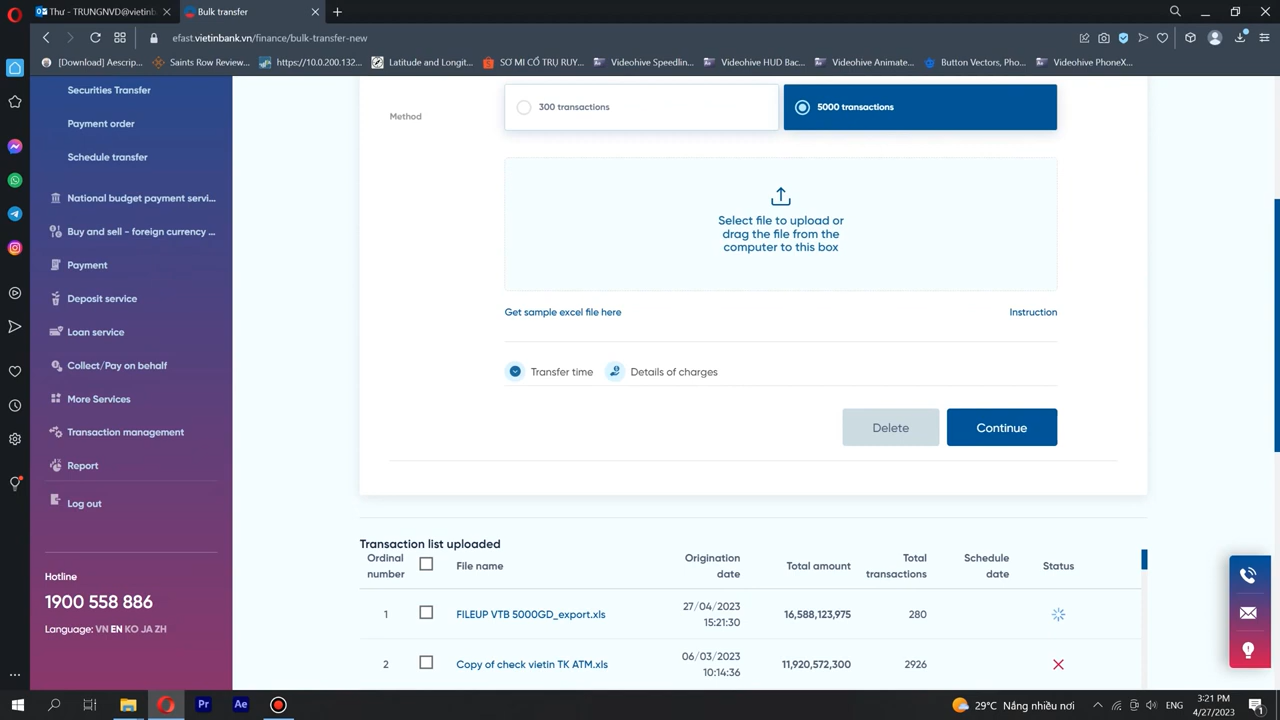 Thư - TRUNGNVD@vietinb
Bulk transfer
efast.vietinbank.vn/finance/bulk-transfer-new
[Download] Aescrip...
Saints Row Review...
https://10.0.200.132...
Latitude and Longit...
SƠ MI CỔ TRỤ RUY...
Videohive Speedlin...
Videohive HUD Bac...
Videohive Animate...
Button Vectors, Pho...
Videohive PhoneX...
Securities Transfer
Payment order
Schedule transfer
National budget payment servi...
Buy and sell - foreign currency ...
Payment
Deposit service
Loan service
Collect/Pay on behalf
More Services
Transaction management
Report
Log out
Hotline
1900 558 886
Language: VN EN KO JA ZH
Method
300 transactions
5000 transactions
Select file to upload or
drag the file from the
computer to this box
Get sample excel file here
Instruction
Transfer time
Details of charges
Delete
Continue
Transaction list uploaded
Ordinal number File name Origination date Total amount Total transactions Schedule date Status
1 FILEUP VTB 5000GD_export.xls 27/04/2023 15:21:30 16,588,123,975 280
2 Copy of check vietin TK ATM.xls 06/03/2023 10:14:36 11,920,572,300 2926
Pr
Ae
29°C Nắng nhiều nơi
ENG
3:21 PM
4/27/2023
1